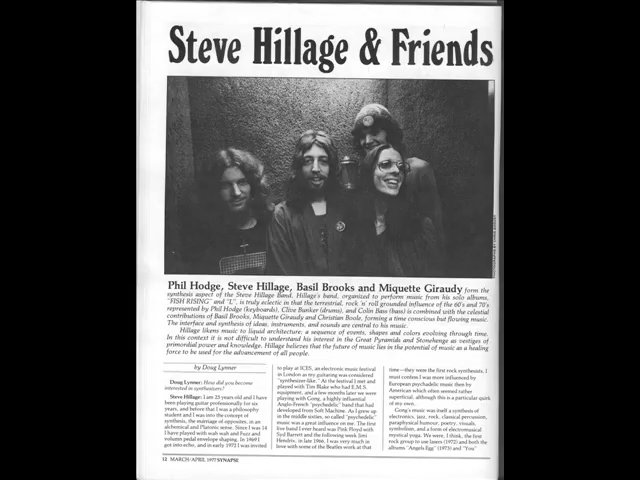 Steve Hillage & Friends
Phil Hodge, Steve Hillage, Basil Brooks and Miquette Giraudy form the
synthesis aspect of the Steve Hillage Band. Hillage's band, organized to perform music from his solo albums,
"FISH RISING" and "L", is truly eclectic in that the terrestrial, rock 'n' roll grounded influence of the 60's and 70's
represented by Phil Hodge (keyboards), Clive Bunker (drums), and Colin Bass (bass) is combined with the celestial
contributions of Basil Brooks, Miquette Giraudy and Christian Boole, forming a time conscious but flowing music.
The interface and synthesis of ideas, instruments, and sounds are central to his music.
Hillage likens music to liquid architecture; a sequence of events, shapes and colors evolving through time.
In this context it is not difficult to understand his interest in the Great Pyramids and Stonehenge as vestiges of
primordial power and knowledge. Hillage believes that the future of music lies in the potential of music as a healing
force to be used for the advancement of all people.
by Doug Lynner
Doug Lynner: How did you become
interested in synthesizers?
Steve Hillage: I am 25 years old and I have
been playing guitar professionally for six
years, and before that I was a philosophy
student and I was into the concept of
synthesis, the marriage of opposites, in an
alchemical and Platonic sense. Since I was 14
I have played with wah wah and Fuzz and
volume pedal envelope shaping. In 1969 I
got into echo, and in early 1972 I was invited
to play at ICES, an electronic music festival
in London as my guitaring was considered
"synthesizer-like." At the festival I met and
played with Tim Blake who had E.M.S.
equipment, and a few months later we were
playing with Gong, a highly influential
Anglo-French "psychedelic" band that had
developed from Soft Machine. As I grew up
in the middle sixties, so called "psychedelic"
music was a great influence on me. The first
live band I ever heard was Pink Floyd with
Syd Barrett and the following week Jimi
Hendrix, in late 1966. I was very much in
love with some of the Beatles work at that
time—they were the first rock synthesists. I
must confess I was more influenced by
European psychadelic music then by
American which often seemed rather
superficial, although this is a particular quirk
of my own.
Gong's music was itself a synthesis of
electronics, jazz, rock, classical percussion,
paraphysical humour, poetry, visuals,
symbolism, and a form of electromusical
mystical yoga. We were, I think, the first
rock group to use lasers (1972) and both the
albums "Angels Egg" (1973) and "You"
12 MARCH/APRIL 1977 SYNAPSE